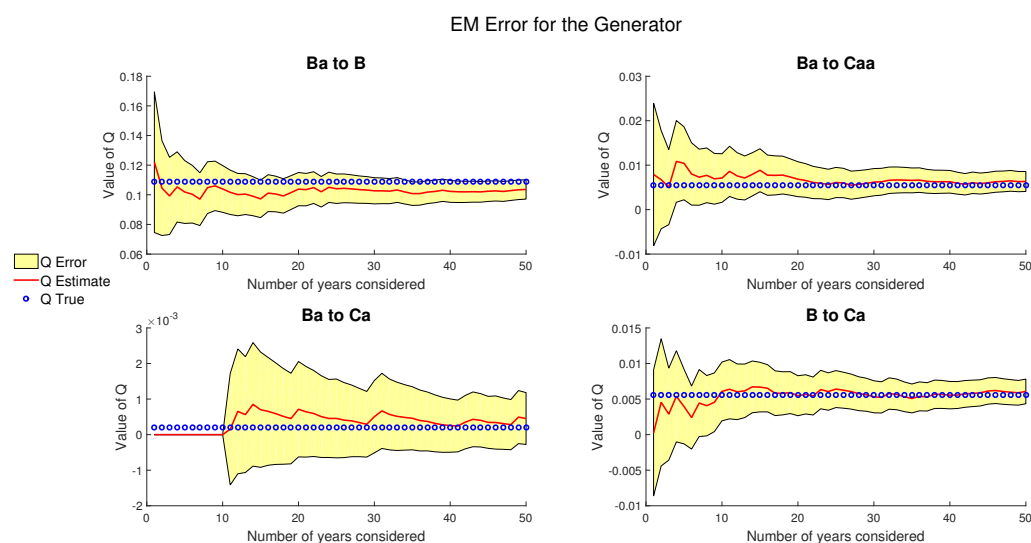 EM Error for the Generator
Ba to B
Value of Q
0.18
0.16
0.14
0.12
0.1
0.08
0.06
0 10 20 30 40 50
Number of years considered
Ba to Caa
Value of Q
0.03
0.02
0.01
0
-0.01
0 10 20 30 40 50
Number of years considered
Q Error
Q Estimate
Q True
Ba to Ca
×10-3
Value of Q
3
2
1
0
-1
-2
0 10 20 30 40 50
Number of years considered
B to Ca
Value of Q
0.015
0.01
0.005
0
-0.005
-0.01
0 10 20 30 40 50
Number of years considered